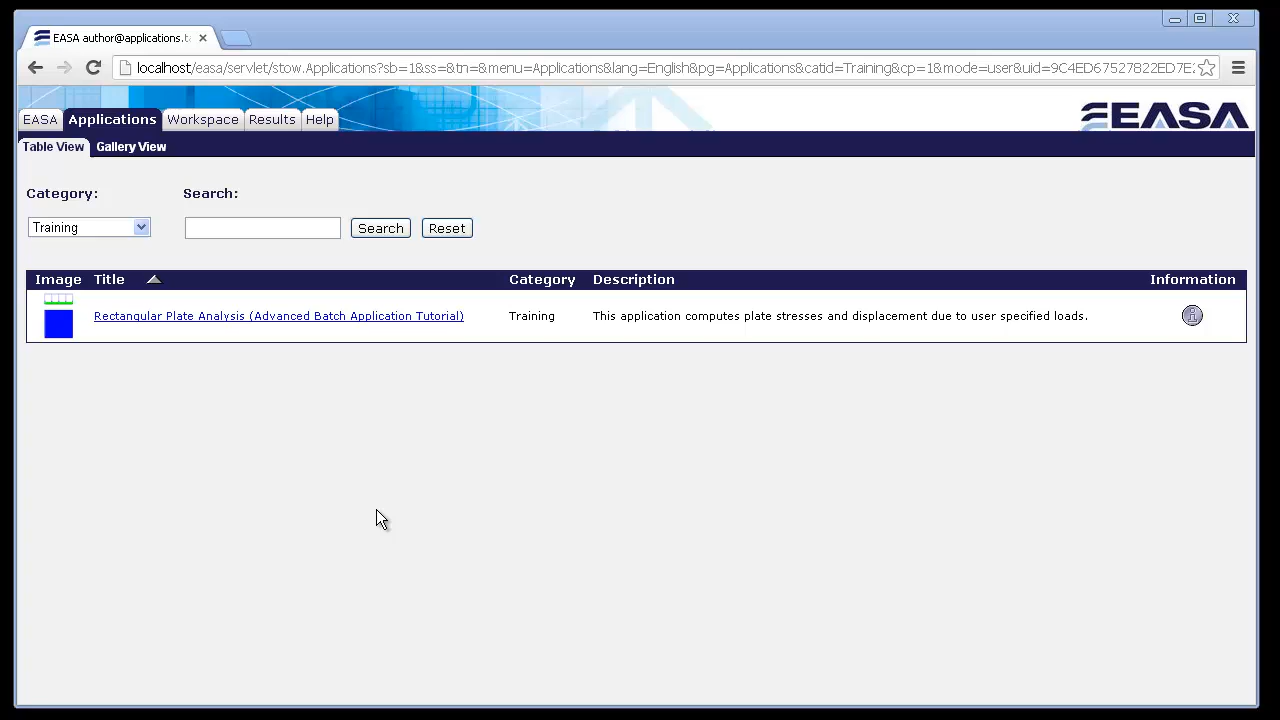 EASA author@applications.ta
localhost/easa/servlet/stow.Applications?sb=1&ss=&tn=&menu=Applications&lang=English&pg=Applications&catid=Training&cp=1&mode=user&uid=9C4ED67527B22ED7E
EASA Applications Workspace Results Help
EASA
Table View Gallery View
Category: Search:
Training Search Reset
Image Title Category Description Information
Rectangular Plate Analysis (Advanced Batch Application Tutorial) Training This application computes plate stresses and displacement due to user specified loads.